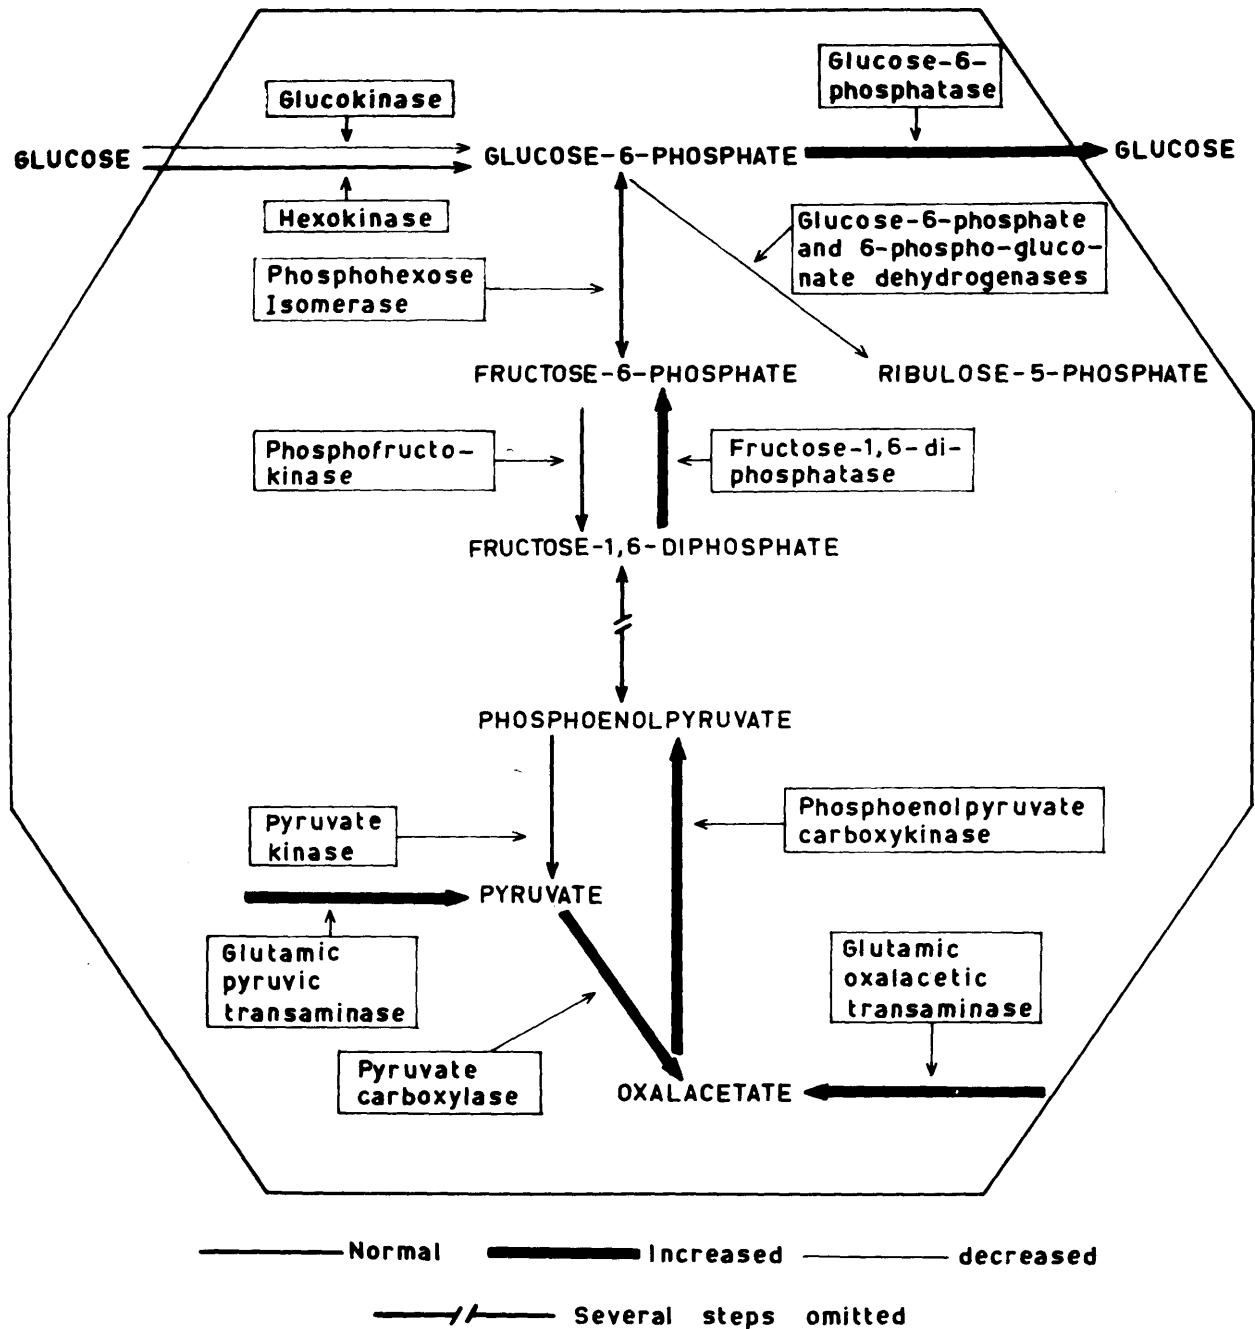 Glucose-6-
phosphatase
Glucokinase
GLUCOSE
GLUCOSE-6-PHOSPHATE
GLUCOSE
Hexokinase
Glucose-6-phosphate
and 6-phospho-gluco-
nate dehydrogenases
Phosphohexose
Isomerase
FRUCTOSE-6-PHOSPHATE
RIBULOSE-5-PHOSPHATE
Phosphofructo-
kinase
Fructose-1,6-di-
phosphatase
FRUCTOSE-1,6-DIPHOSPHATE
PHOSPHOENOLPYRUVATE
Phosphoenolpyruvate
carboxykinase
Pyruvate
kinase
PYRUVATE
Glutamic
pyruvic
transaminase
Glutamic
oxalacetic
transaminase
Pyruvate
carboxylase
OXALACETATE
Normal
Increased
decreased
Several steps omitted